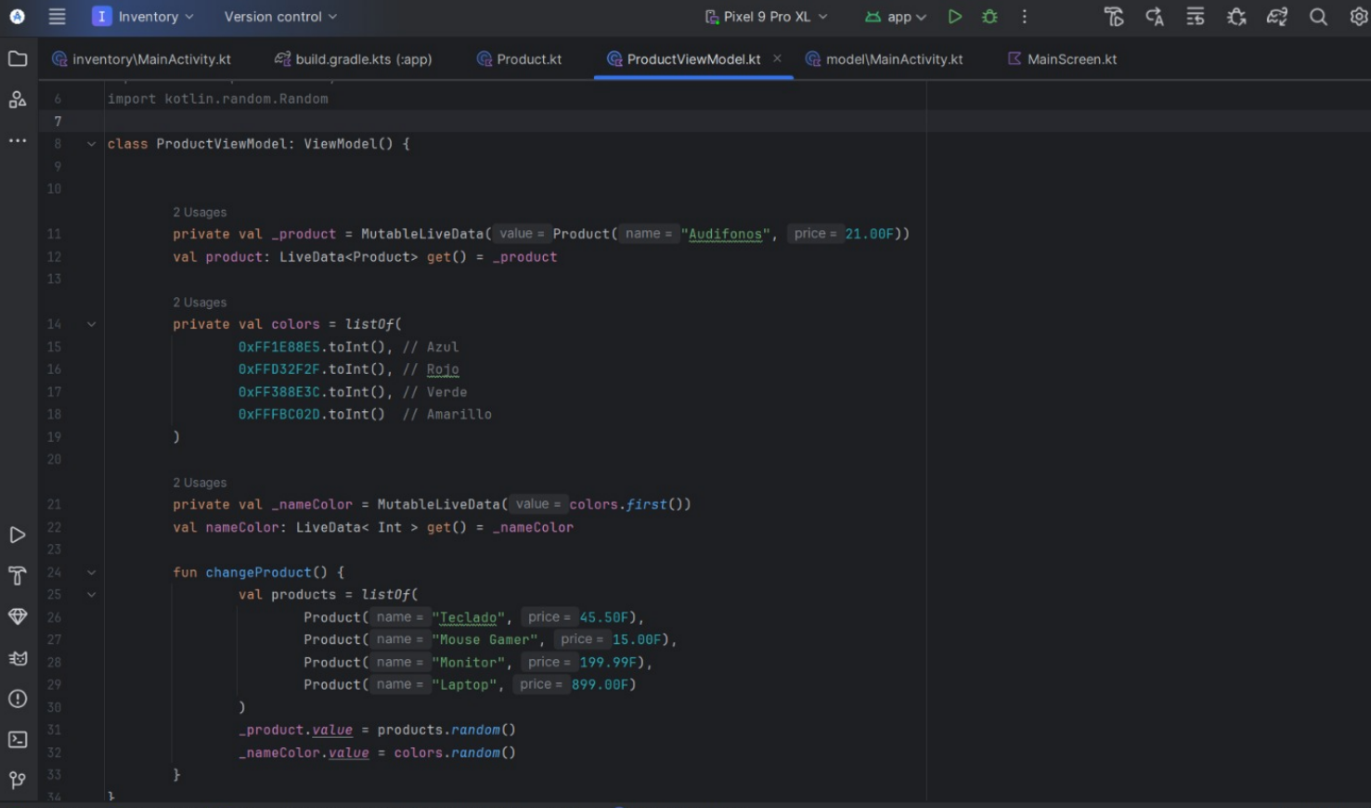 Inventory Version control Pixel 9 Pro XL app
inventory\MainActivity.kt build.gradle.kts (:app) Product.kt ProductViewModel.kt × model\MainActivity.kt MainScreen.kt
6 import kotlin.random.Random
7
8 class ProductViewModel: ViewModel() {
9
10
2 Usages
11 private val _product = MutableLiveData( value = Product( name = "Audifonos", price = 21.00F))
12 val product: LiveData<Product> get() = _product
13
2 Usages
14 private val colors = listOf(
15 0xFF1E88E5.toInt(), // Azul
16 0xFFD32F2F.toInt(), // Rojo
17 0xFF388E3C.toInt(), // Verde
18 0xFFFBC02D.toInt() // Amarillo
19 )
20
2 Usages
21 private val _nameColor = MutableLiveData( value = colors.first())
22 val nameColor: LiveData< Int > get() = _nameColor
23
24 fun changeProduct() {
25 val products = listOf(
26 Product( name = "Teclado", price = 45.50F),
27 Product( name = "Mouse Gamer", price = 15.00F),
28 Product( name = "Monitor", price = 199.99F),
29 Product( name = "Laptop", price = 899.00F)
30 )
31 _product.value = products.random()
32 _nameColor.value = colors.random()
33 }
34 }